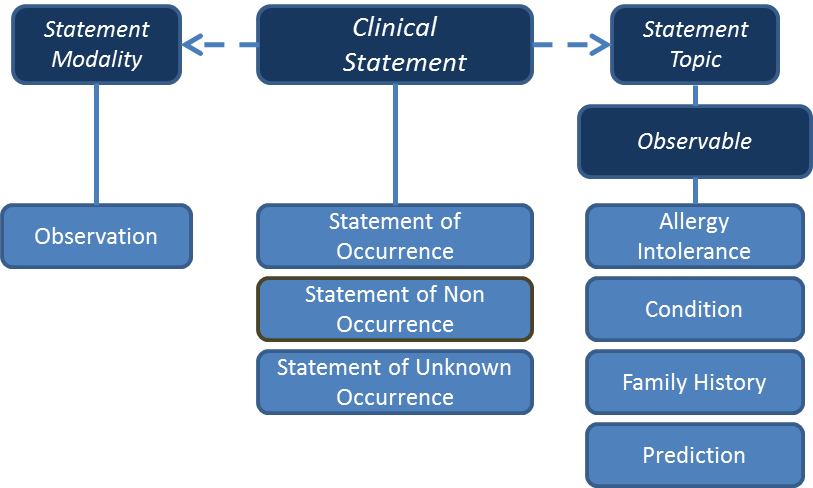 Statement
Modality
Clinical
Statement
Statement
Topic
Observable
Observation
Statement of
Occurrence
Statement of Non
Occurrence
Statement of Unknown
Occurrence
Allergy
Intolerance
Condition
Family History
Prediction